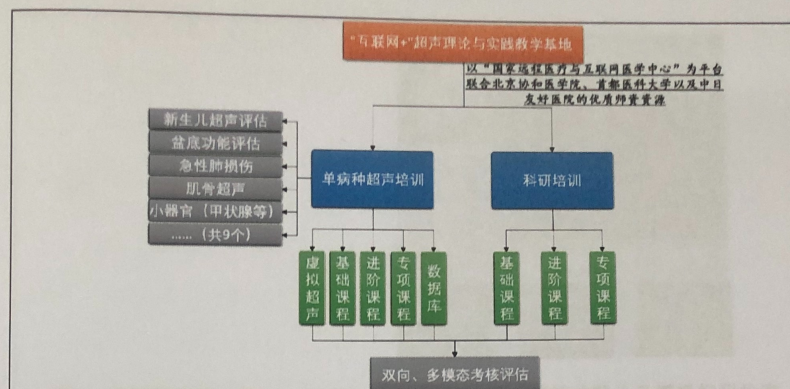 "互联网+"超声理论与实践教学基地
以"国家远程医疗与互联网医学中心"为平台
联合北京协和医学院、首都医科大学以及中日
友好医院的优质师资资源
新生儿超声评估
盆底功能评估
急性肺损伤
肌骨超声
小器官（甲状腺等）
……（共9个）
单病种超声培训
科研培训
虚拟超声
基础课程
进阶课程
专项课程
数据库
基础课程
进阶课程
专项课程
双向、多模态考核评估